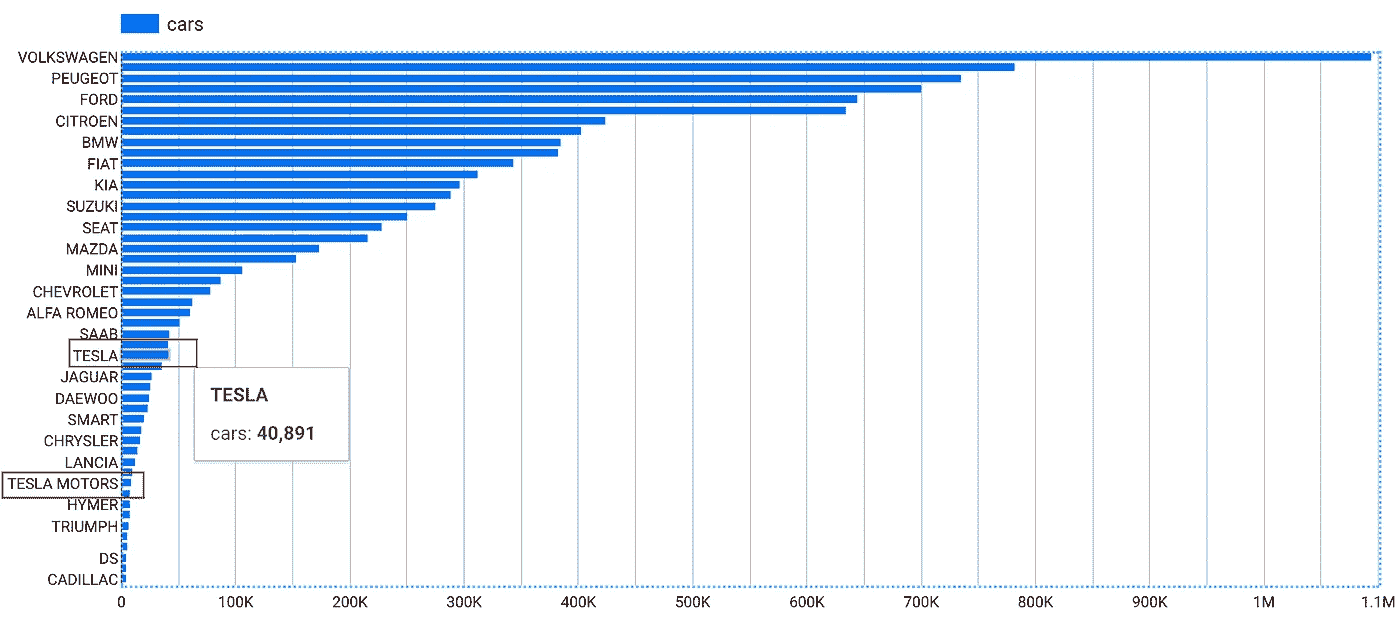 cars
VOLKSWAGEN
PEUGEOT
FORD
CITROEN
BMW
FIAT
KIA
SUZUKI
SEAT
MAZDA
MINI
CHEVROLET
ALFA ROMEO
SAAB
TESLA
JAGUAR
DAEWOO
SMART
CHRYSLER
LANCIA
TESLA MOTORS
HYMER
TRIUMPH
DS
CADILLAC
TESLA
cars: 40,891
0 100K 200K 300K 400K 500K 600K 700K 800K 900K 1M 1.1M